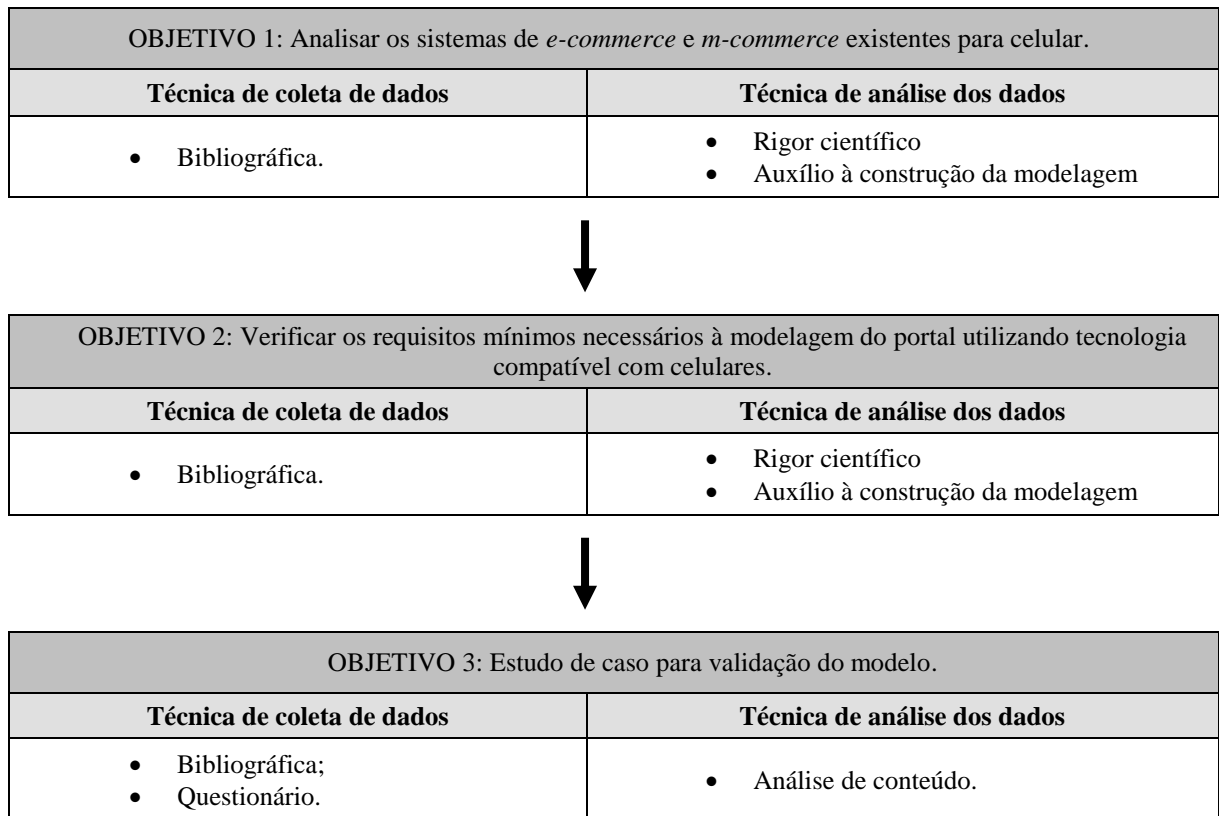 OBJETIVO 1: Analisar os sistemas de e-commerce e m-commerce existentes para celular.
Técnica de coleta de dados
Técnica de análise dos dados
• Bibliográfica.
• Rigor científico
• Auxílio à construção da modelagem
OBJETIVO 2: Verificar os requisitos mínimos necessários à modelagem do portal utilizando tecnologia
compatível com celulares.
Técnica de coleta de dados
Técnica de análise dos dados
• Bibliográfica.
• Rigor científico
• Auxílio à construção da modelagem
OBJETIVO 3: Estudo de caso para validação do modelo.
Técnica de coleta de dados
Técnica de análise dos dados
• Bibliográfica;
• Questionário.
• Análise de conteúdo.